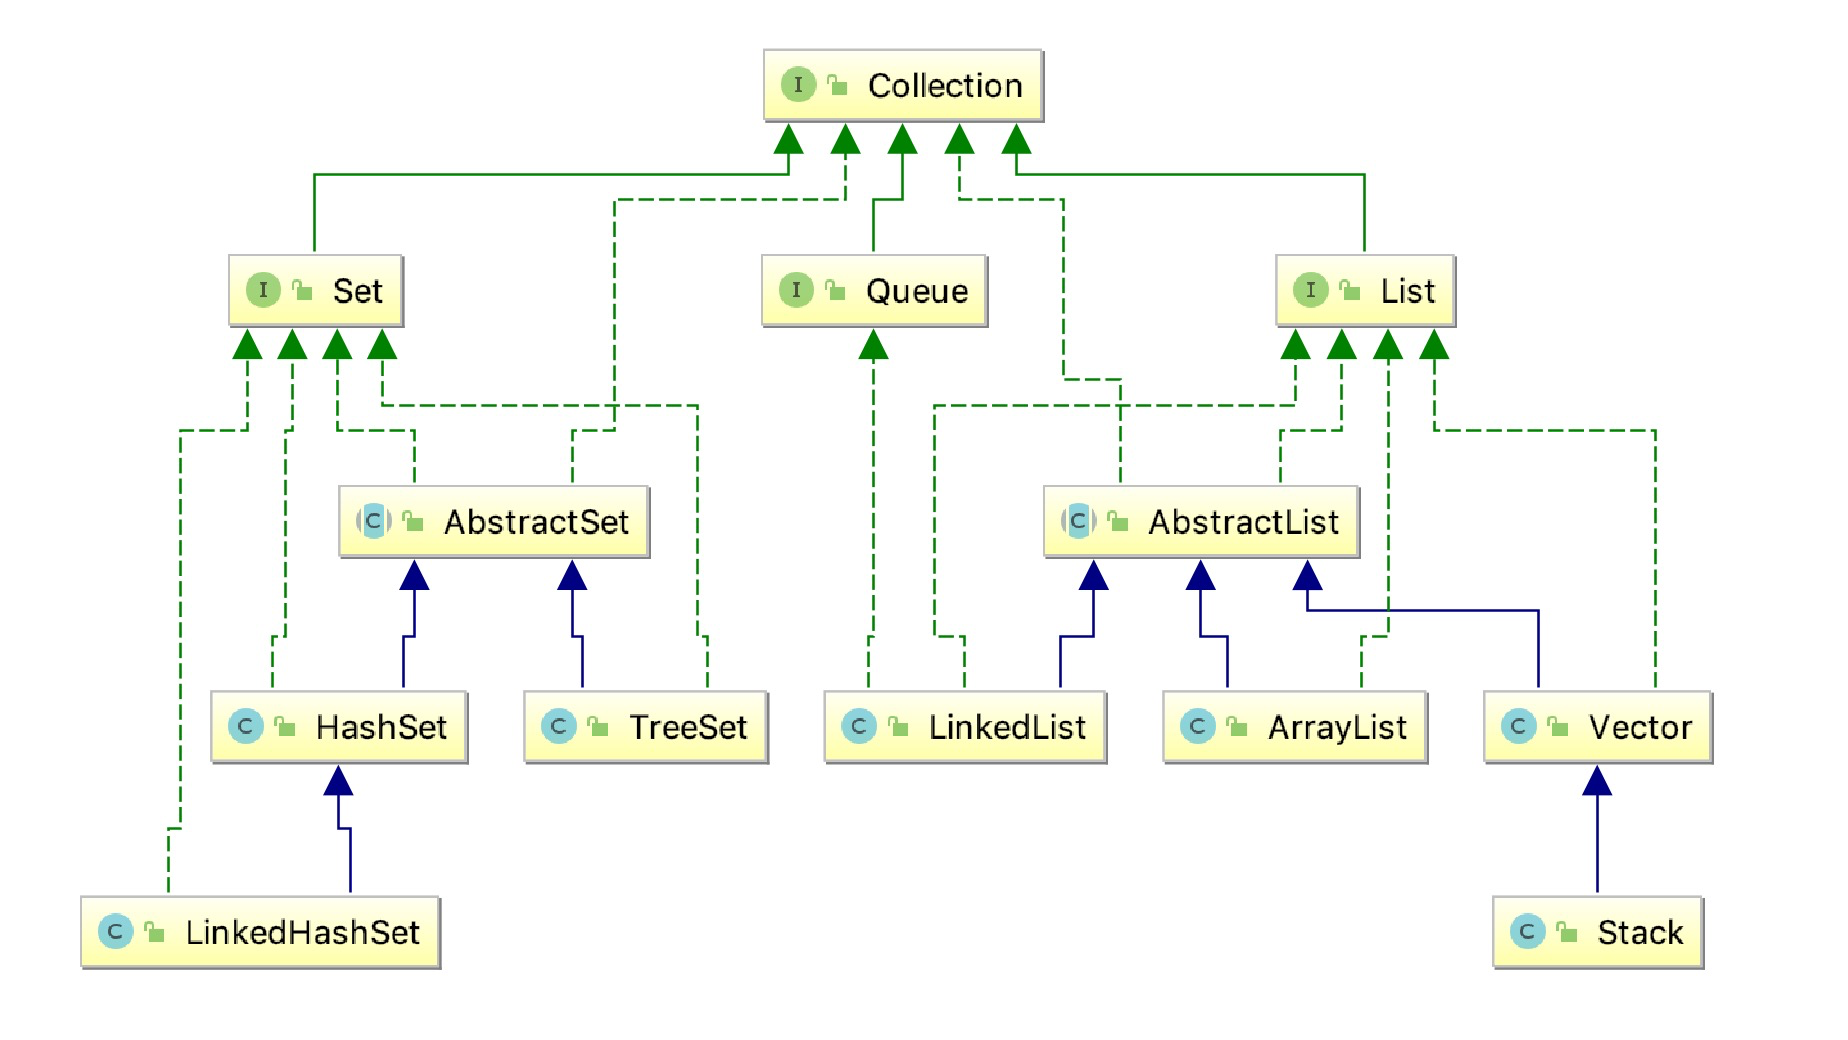 I Collection
I Set
I Queue
I List
C AbstractSet
C AbstractList
C HashSet
C TreeSet
C LinkedList
C ArrayList
C Vector
C LinkedHashSet
C Stack